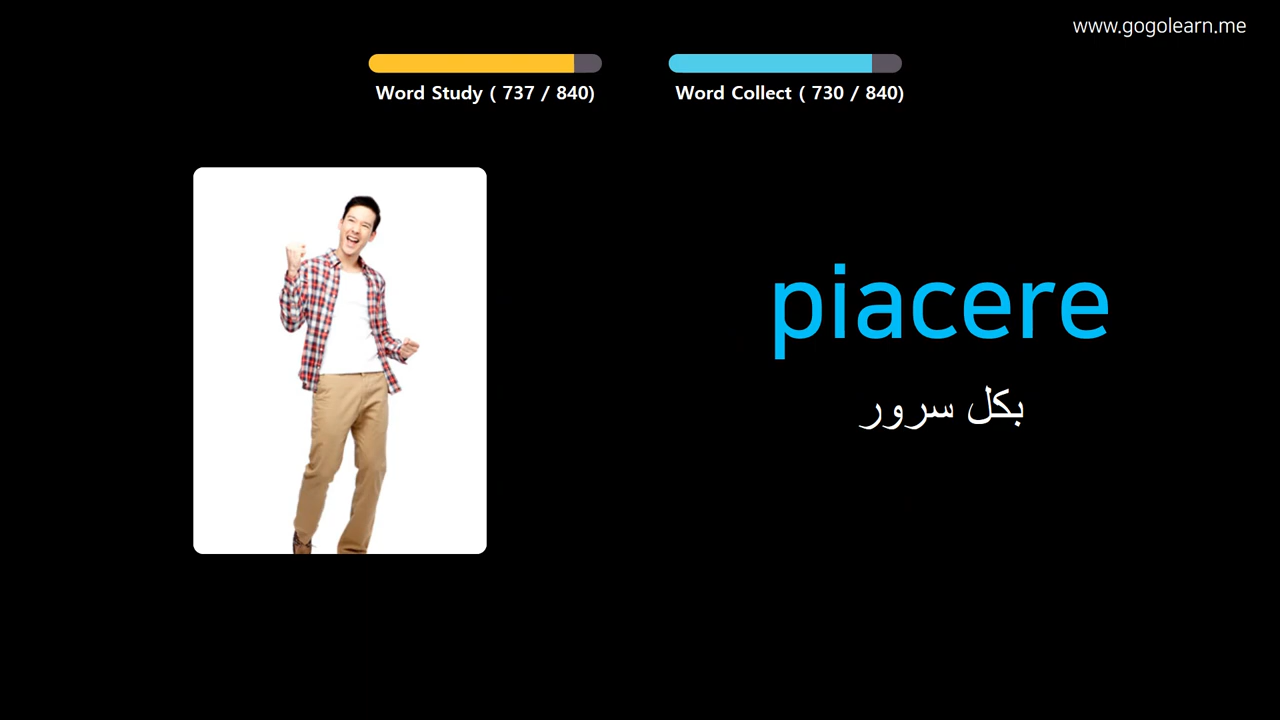 www.gogolearn.me
Word Study ( 737 / 840)
Word Collect ( 730 / 840)
piacere
بكل سرور